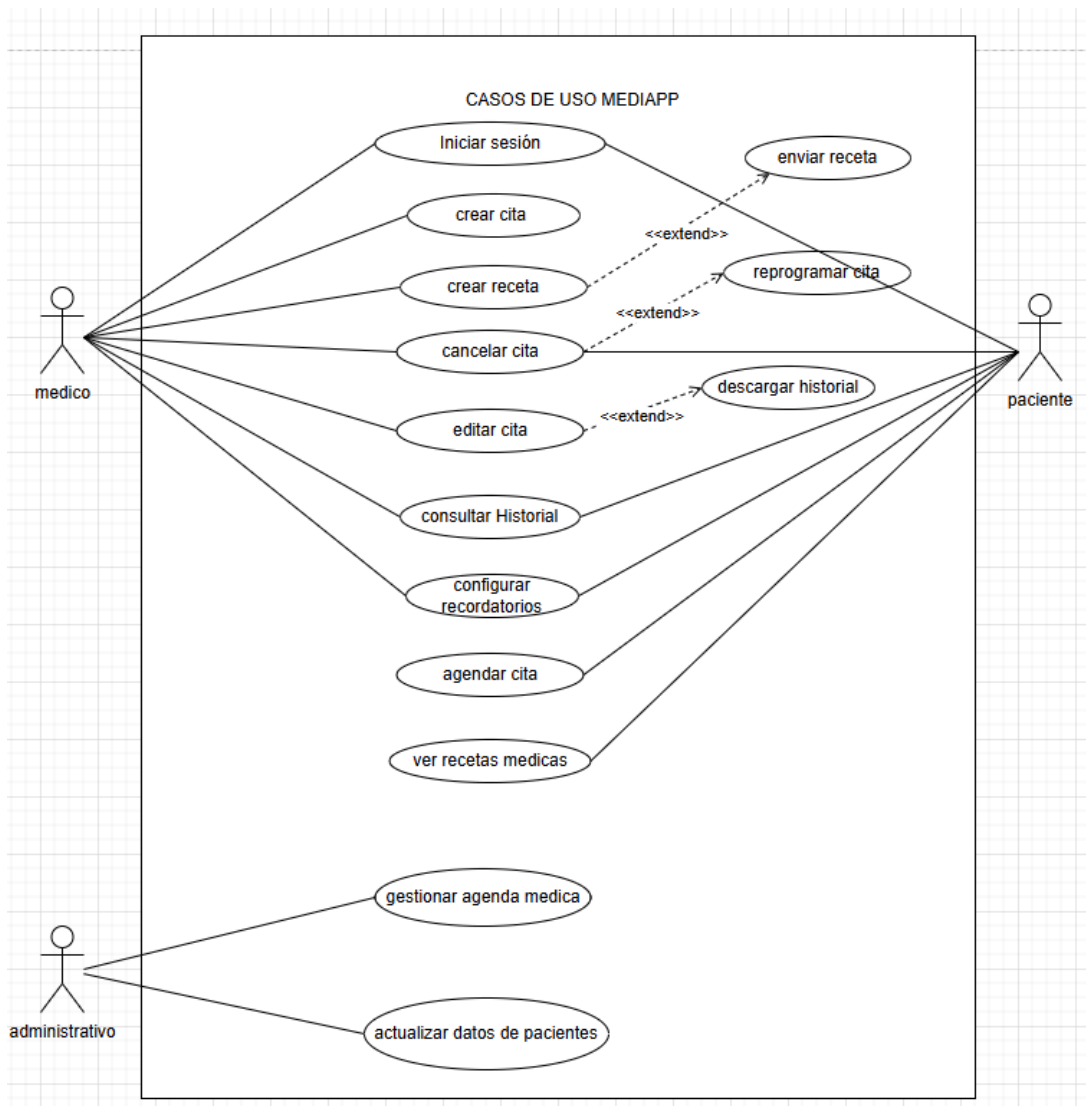 CASOS DE USO MEDIAPP
Iniciar sesión
enviar receta
crear cita
<<extend>>
crear receta
reprogramar cita
<<extend>>
cancelar cita
medico
descargar historial
paciente
<<extend>>
editar cita
consultar Historial
configurar
recordatorios
agendar cita
ver recetas medicas
gestionar agenda medica
administrativo
actualizar datos de pacientes